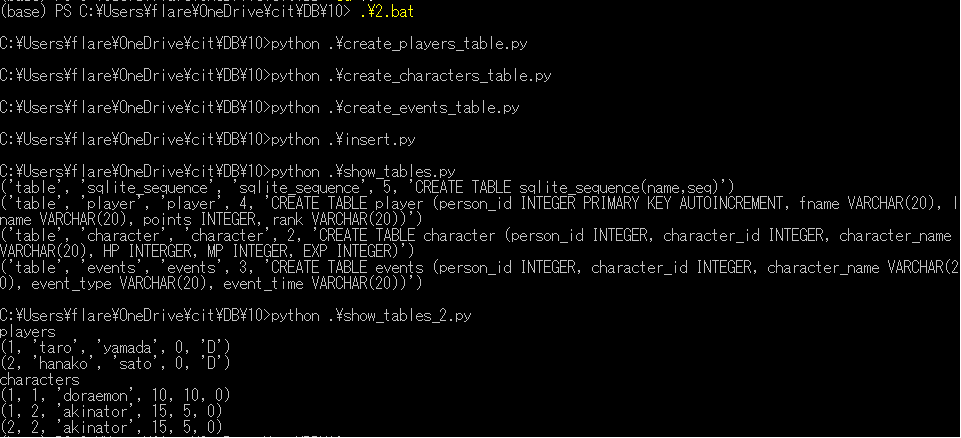 (base) PS C:¥Users¥flare¥OneDrive¥cit¥DB¥10> .¥2.bat
C:¥Users¥flare¥OneDrive¥cit¥DB¥10>python .¥create_players_table.py
C:¥Users¥flare¥OneDrive¥cit¥DB¥10>python .¥create_characters_table.py
C:¥Users¥flare¥OneDrive¥cit¥DB¥10>python .¥create_events_table.py
C:¥Users¥flare¥OneDrive¥cit¥DB¥10>python .¥insert.py
C:¥Users¥flare¥OneDrive¥cit¥DB¥10>python .¥show_tables.py
('table', 'sqlite_sequence', 'sqlite_sequence', 5, 'CREATE TABLE sqlite_sequence(name,seq)')
('table', 'player', 'player', 4, 'CREATE TABLE player (person_id INTEGER PRIMARY KEY AUTOINCREMENT, fname VARCHAR(20), l
name VARCHAR(20), points INTEGER, rank VARCHAR(20))')
('table', 'character', 'character', 2, 'CREATE TABLE character (person_id INTEGER, character_id INTEGER, character_name
VARCHAR(20), HP INTERGER, MP INTEGER, EXP INTEGER)')
('table', 'events', 'events', 3, 'CREATE TABLE events (person_id INTEGER, character_id INTEGER, character_name VARCHAR(2
0), event_type VARCHAR(20), event_time VARCHAR(20))')
C:¥Users¥flare¥OneDrive¥cit¥DB¥10>python .¥show_tables_2.py
players
(1, 'taro', 'yamada', 0, 'D')
(2, 'hanako', 'sato', 0, 'D')
characters
(1, 1, 'doraemon', 10, 10, 0)
(1, 2, 'akinator', 15, 5, 0)
(2, 2, 'akinator', 15, 5, 0)